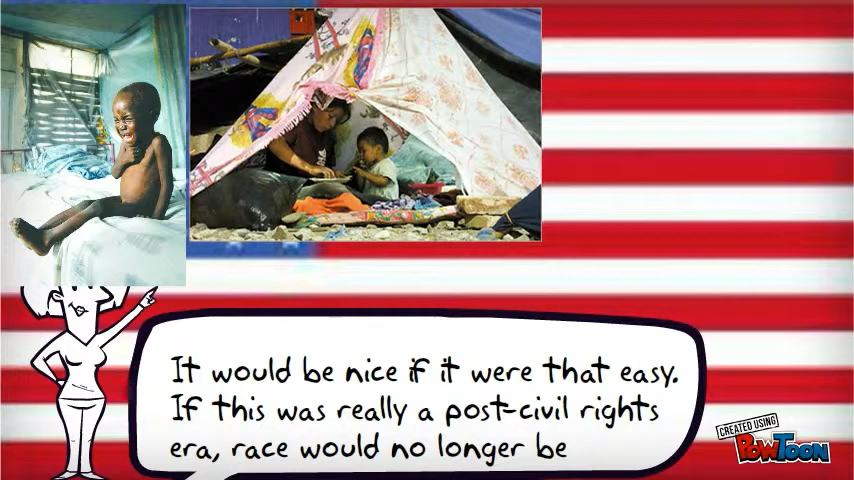 It would be nice if it were that easy.
If this was really a post-civil rights
era, race would no longer be
CREATED USING
POWTOON